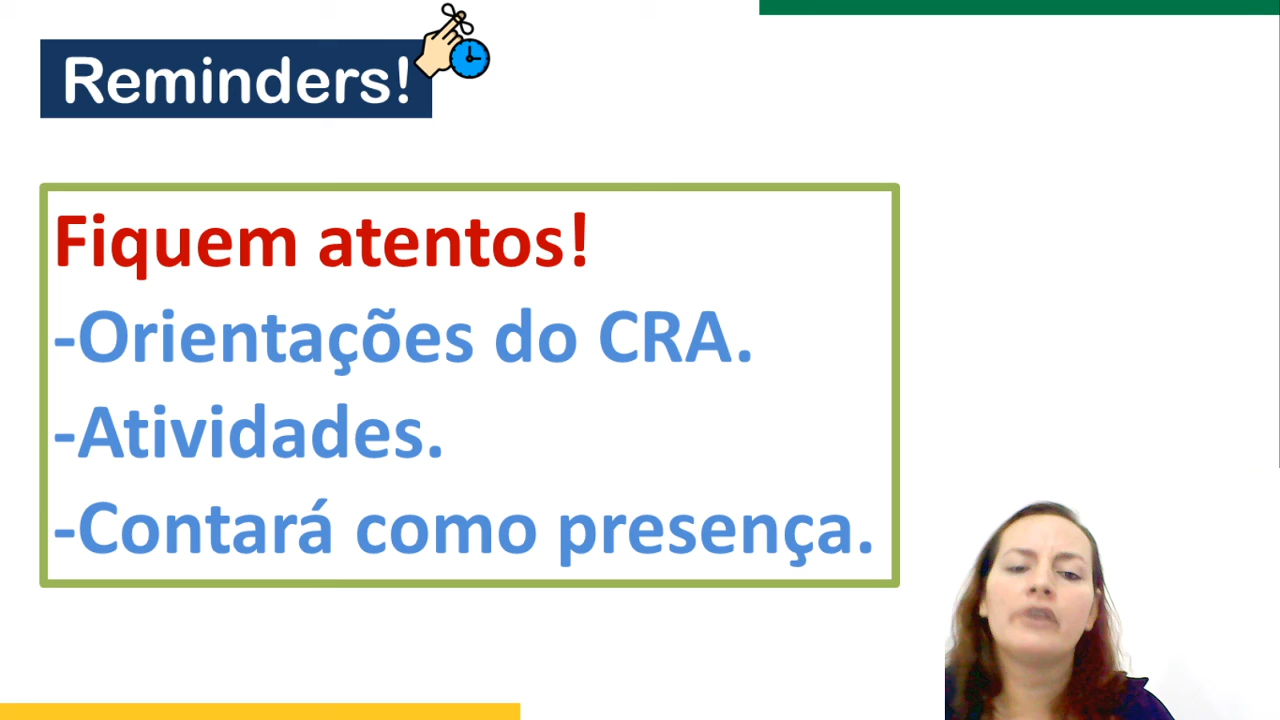 Reminders!
Fiquem atentos!
-Orientações do CRA.
-Atividades.
-Contará como presença.